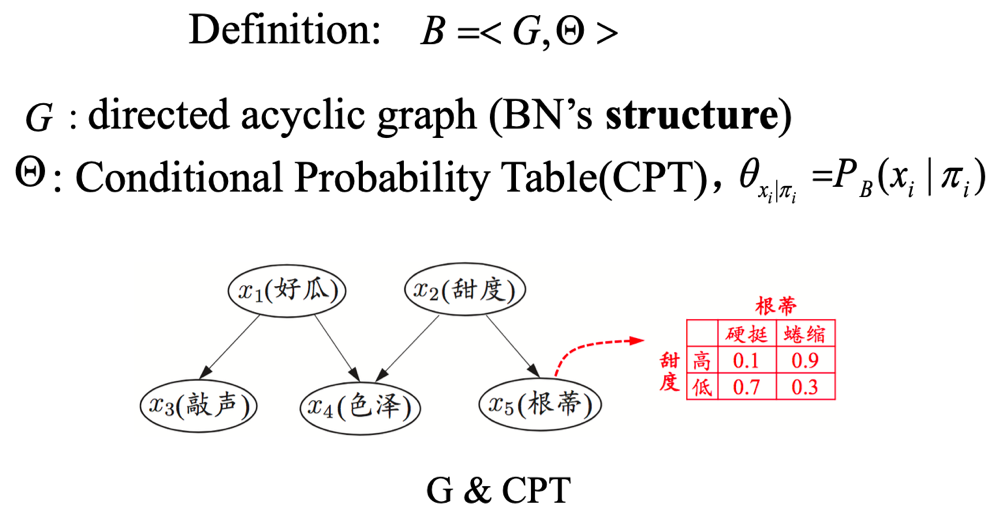 Definition: B =< G, Θ >
G : directed acyclic graph (BN's structure)
Θ: Conditional Probability Table(CPT)，θ_{x_i|π_i} =P_B(x_i | π_i)
x₁(好瓜) x₂(甜度)
x₃(敲声) x₄(色泽) x₅(根蒂)
根蒂
硬挺 蜷缩
甜度
高 0.1 0.9
低 0.7 0.3
G & CPT